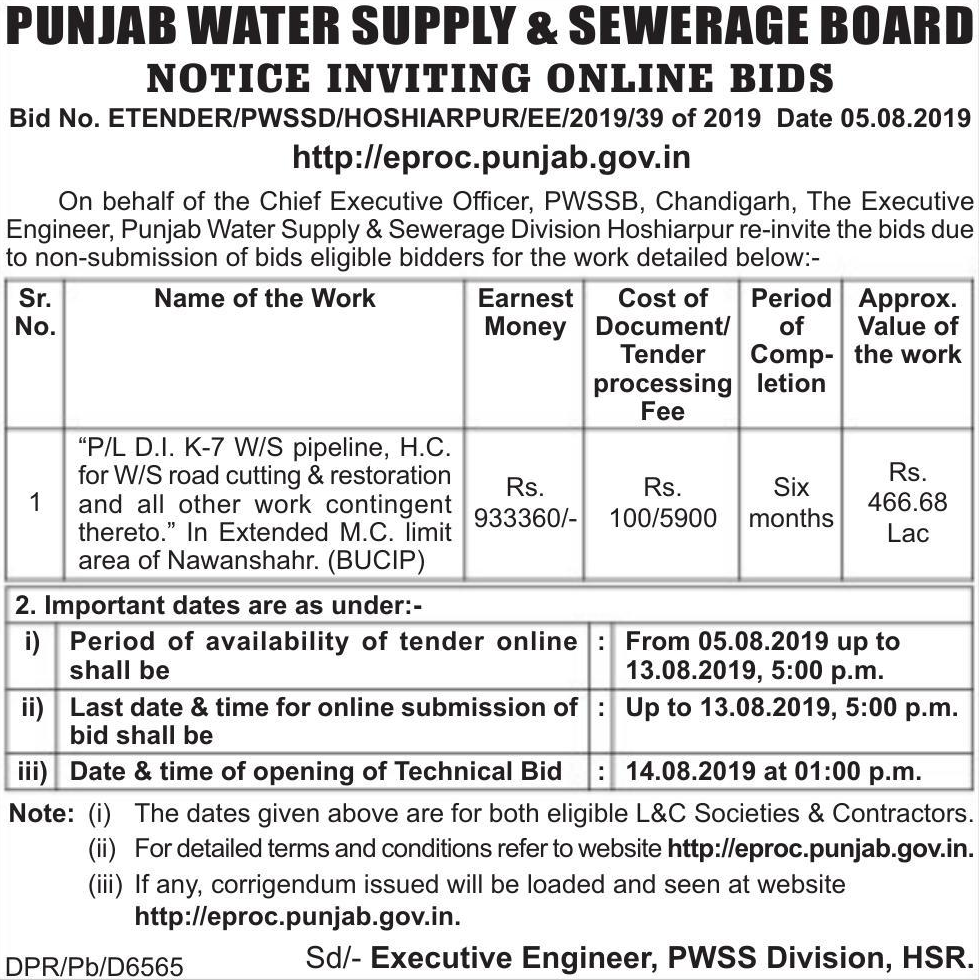 PUNJAB WATER SUPPLY & SEWERAGE BOARD
NOTICE INVITING ONLINE BIDS
Bid No. ETENDER/PWSSD/HOSHIARPUR/EE/2019/39 of 2019 Date 05.08.2019
http://eproc.punjab.gov.in
On behalf of the Chief Executive Officer, PWSSB, Chandigarh, The Executive
Engineer, Punjab Water Supply & Sewerage Division Hoshiarpur re-invite the bids due
to non-submission of bids eligible bidders for the work detailed below:-
Sr. No.
Name of the Work
Earnest Money
Cost of Document/ Tender processing Fee
Period of Comp- letion
Approx. Value of the work
1
“P/L D.I. K-7 W/S pipeline, H.C.
for W/S road cutting & restoration
and all other work contingent
thereto.” In Extended M.C. limit
area of Nawanshahr. (BUCIP)
Rs. 933360/-
Rs. 100/5900
Six months
Rs. 466.68 Lac
2. Important dates are as under:-
i) Period of availability of tender online : From 05.08.2019 up to
shall be 13.08.2019, 5:00 p.m.
ii) Last date & time for online submission of : Up to 13.08.2019, 5:00 p.m.
bid shall be
iii) Date & time of opening of Technical Bid : 14.08.2019 at 01:00 p.m.
Note: (i) The dates given above are for both eligible L&C Societies & Contractors.
(ii) For detailed terms and conditions refer to website http://eproc.punjab.gov.in.
(iii) If any, corrigendum issued will be loaded and seen at website
http://eproc.punjab.gov.in.
DPR/Pb/D6565 Sd/- Executive Engineer, PWSS Division, HSR.